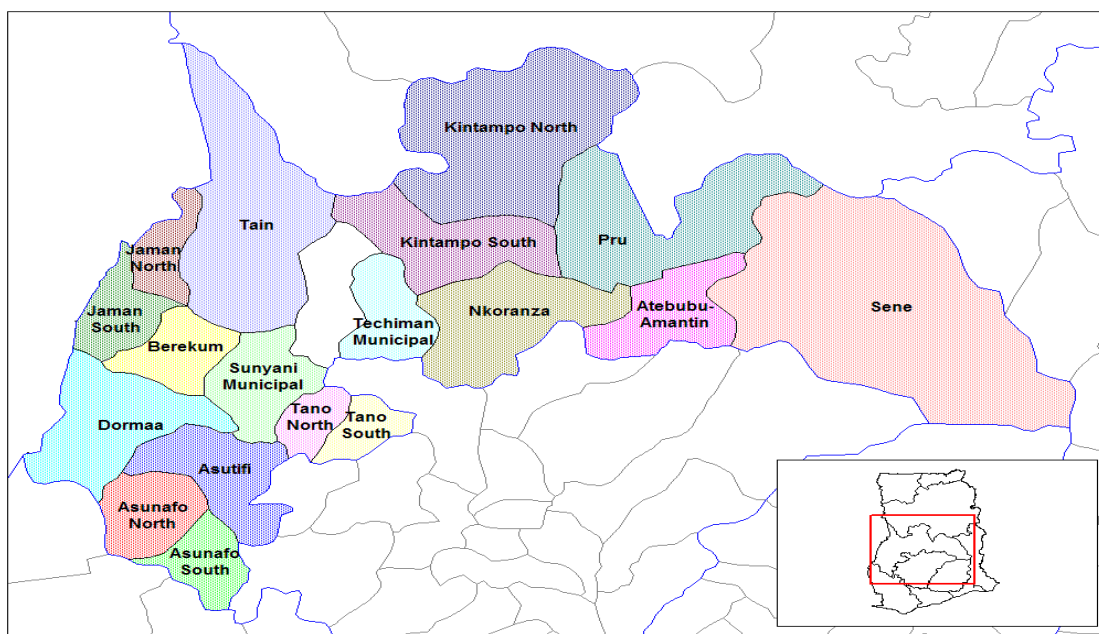 Kintampo North
Tain
Kintampo South
Pru
Jaman
North
Jaman
South
Nkoranza
Atebubu-
Amantin
Sene
Techiman
Municipal
Berekum
Sunyani
Municipal
Tano
North
Tano
South
Dormaa
Asutifi
Asunafo
North
Asunafo
South